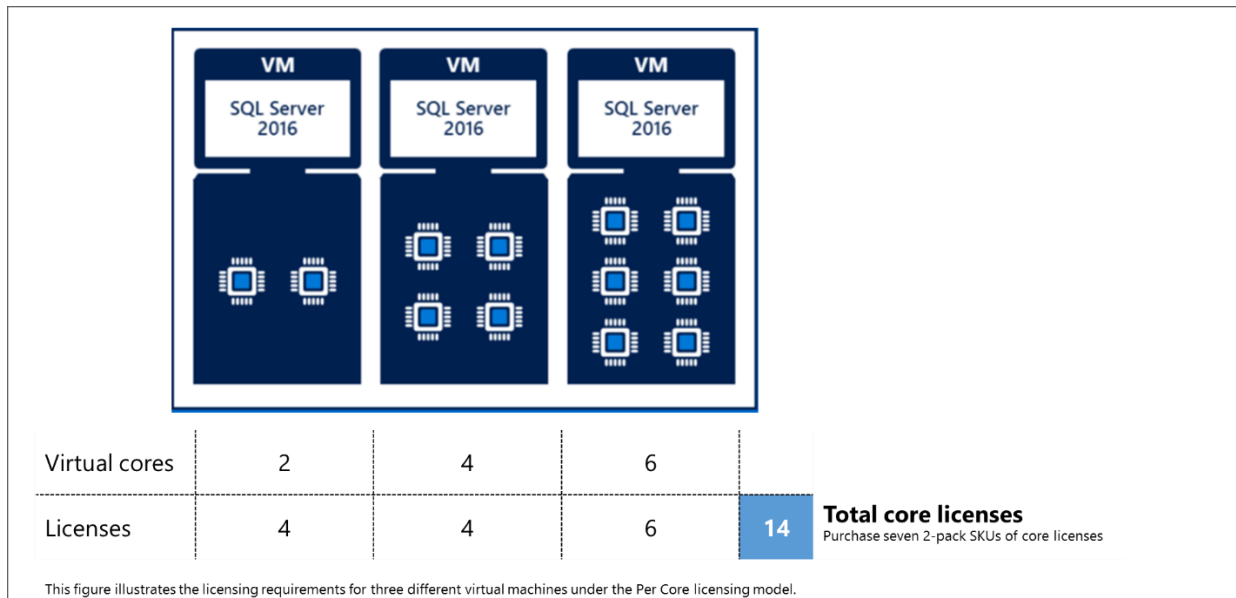 VM VM VM
SQL Server SQL Server SQL Server
2016 2016 2016
Virtual cores 2 4 6
Licenses 4 4 6 14 Total core licenses
Purchase seven 2-pack SKUs of core licenses
This figure illustrates the licensing requirements for three different virtual machines under the Per Core licensing model.